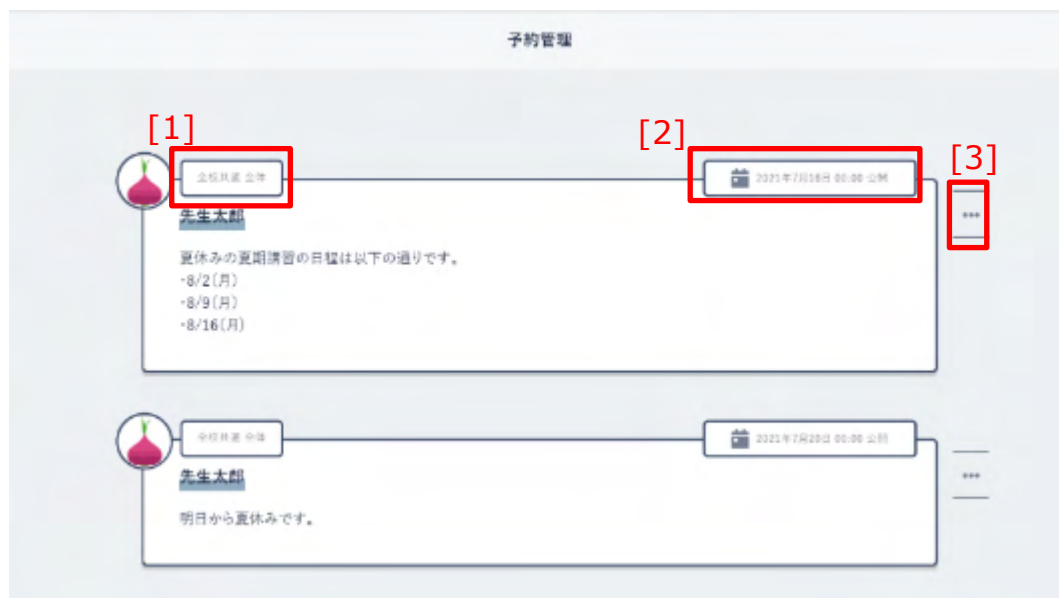 予約管理
[1]
[2]
[3]
全校共通 全体
2021年7月16日 00:00 公開
先生太郎
夏休みの夏期講習の日程は以下の通りです。
・8/2(月)
・8/9(月)
・8/16(月)
全校共通 全体
2021年7月20日 00:00 公開
先生太郎
明日から夏休みです。